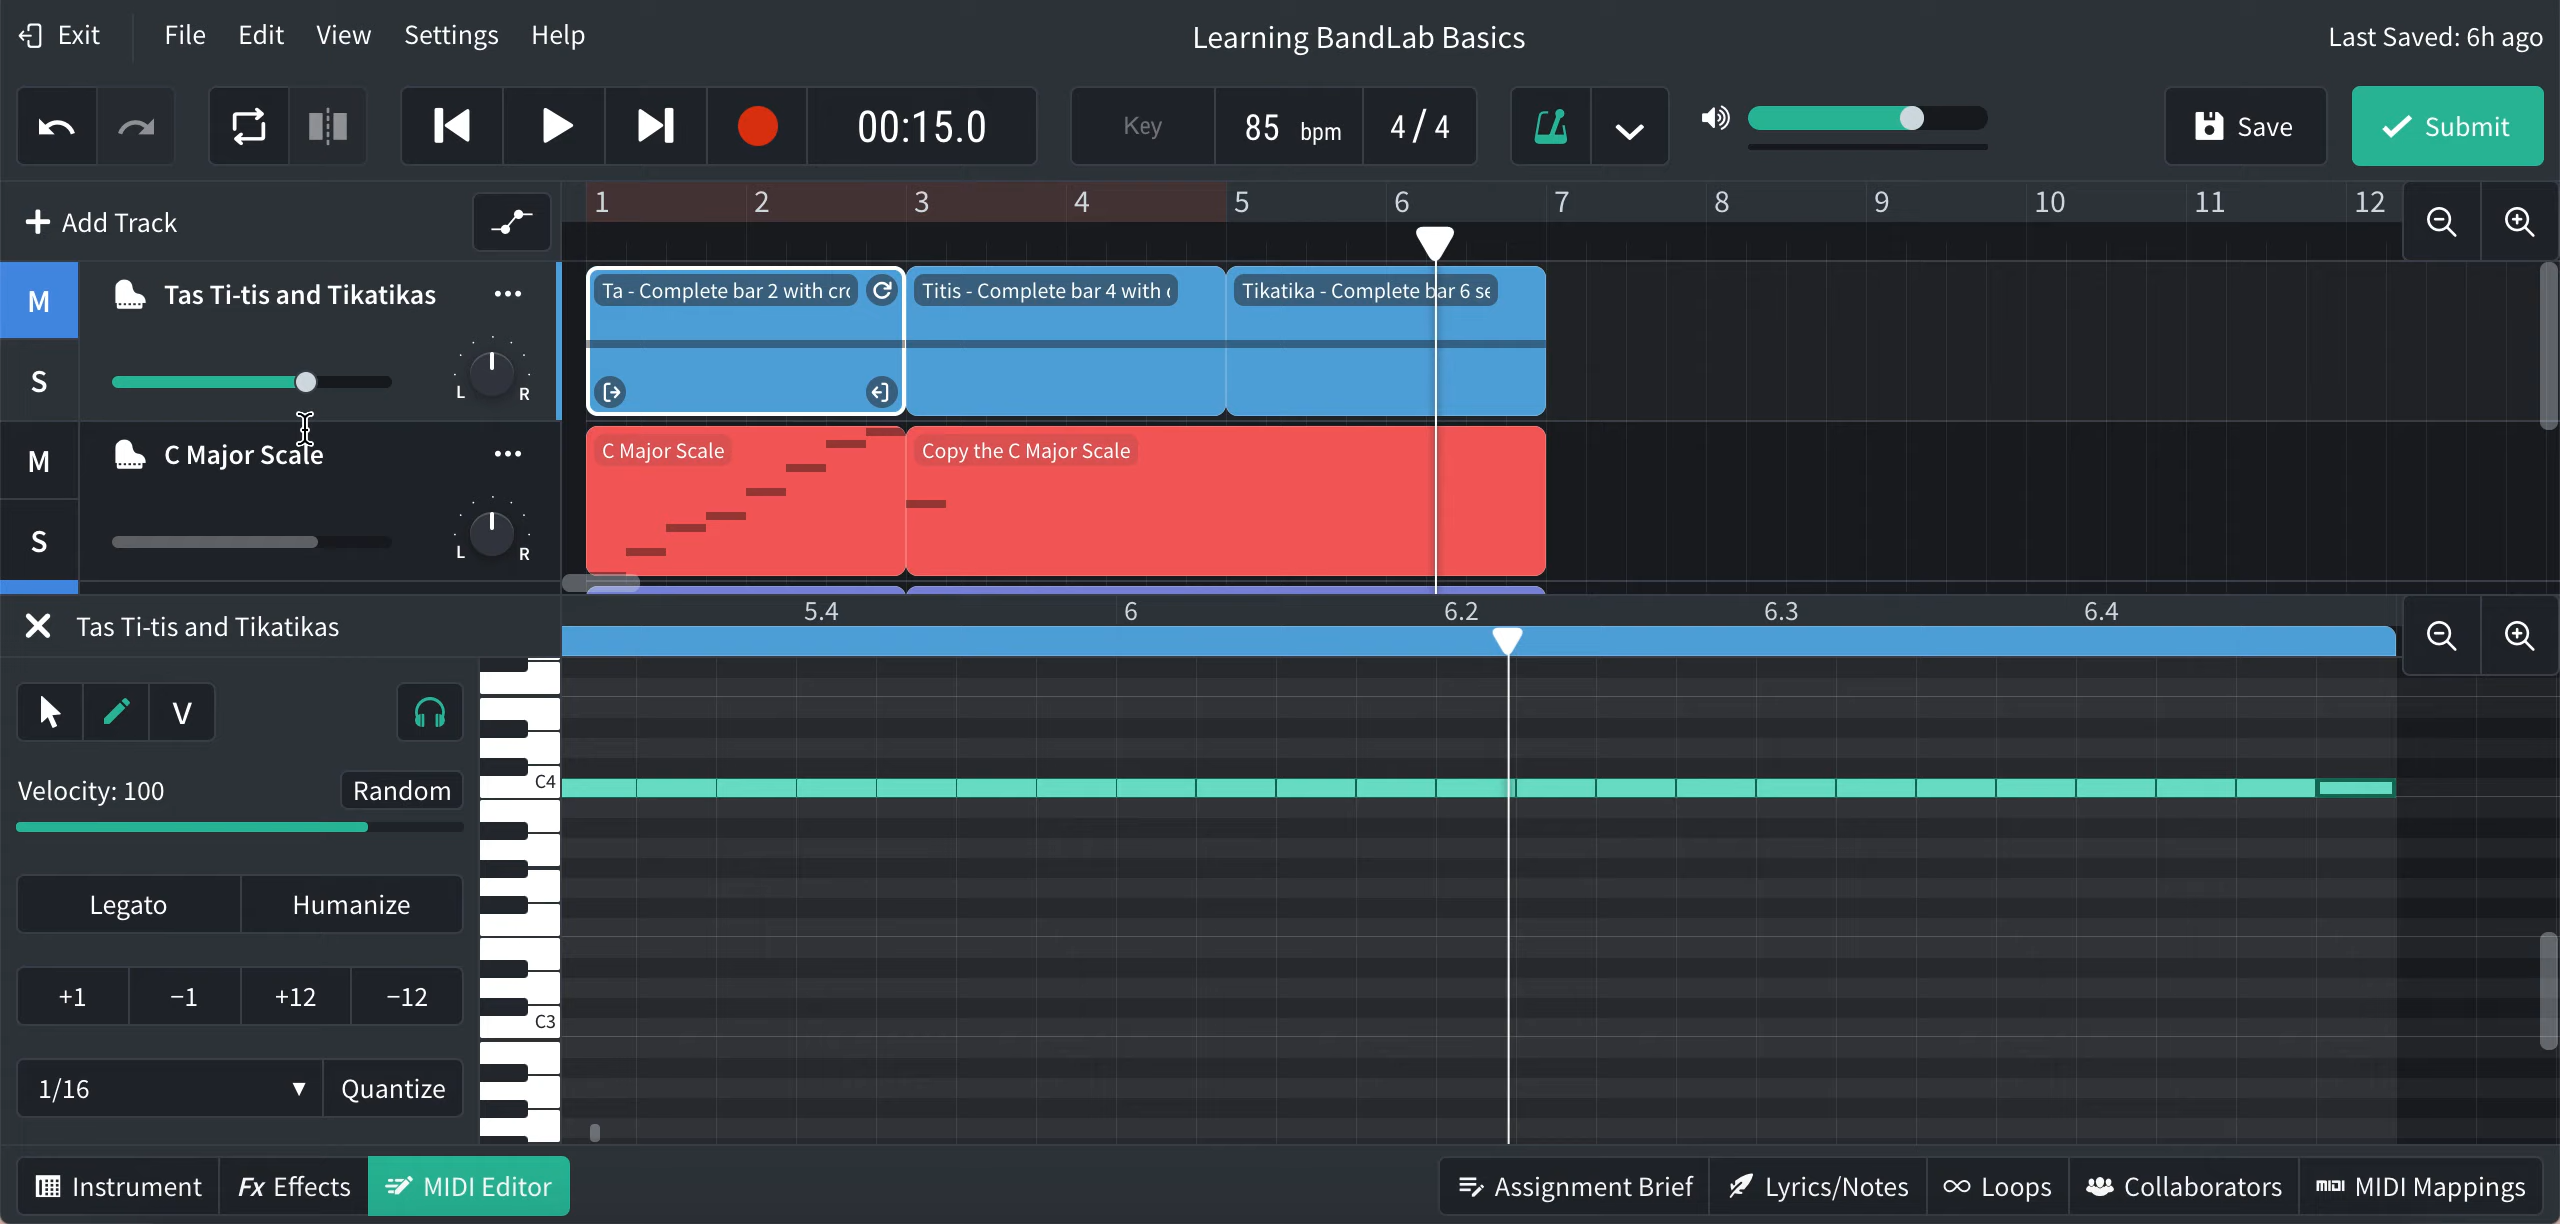 Exit File Edit View Settings Help Learning BandLab Basics Last Saved: 6h ago
00:15.0 Key 85 bpm 4/4 Save Submit
Add Track 1 2 3 4 5 6 7 8 9 10 11 12
M Tas Ti-tis and Tikatikas Ta - Complete bar 2 with Titis - Complete bar 4 with Tikatika - Complete bar 6
S L R
M C Major Scale C Major Scale Copy the C Major Scale
S L R
Tas Ti-tis and Tikatikas 5.4 6 6.2 6.3 6.4
V
Velocity: 100 Random C4
Legato Humanize
+1 −1 +12 −12 C3
1/16 Quantize
Instrument Fx Effects MIDI Editor Assignment Brief Lyrics/Notes Loops Collaborators MIDI MIDI Mappings